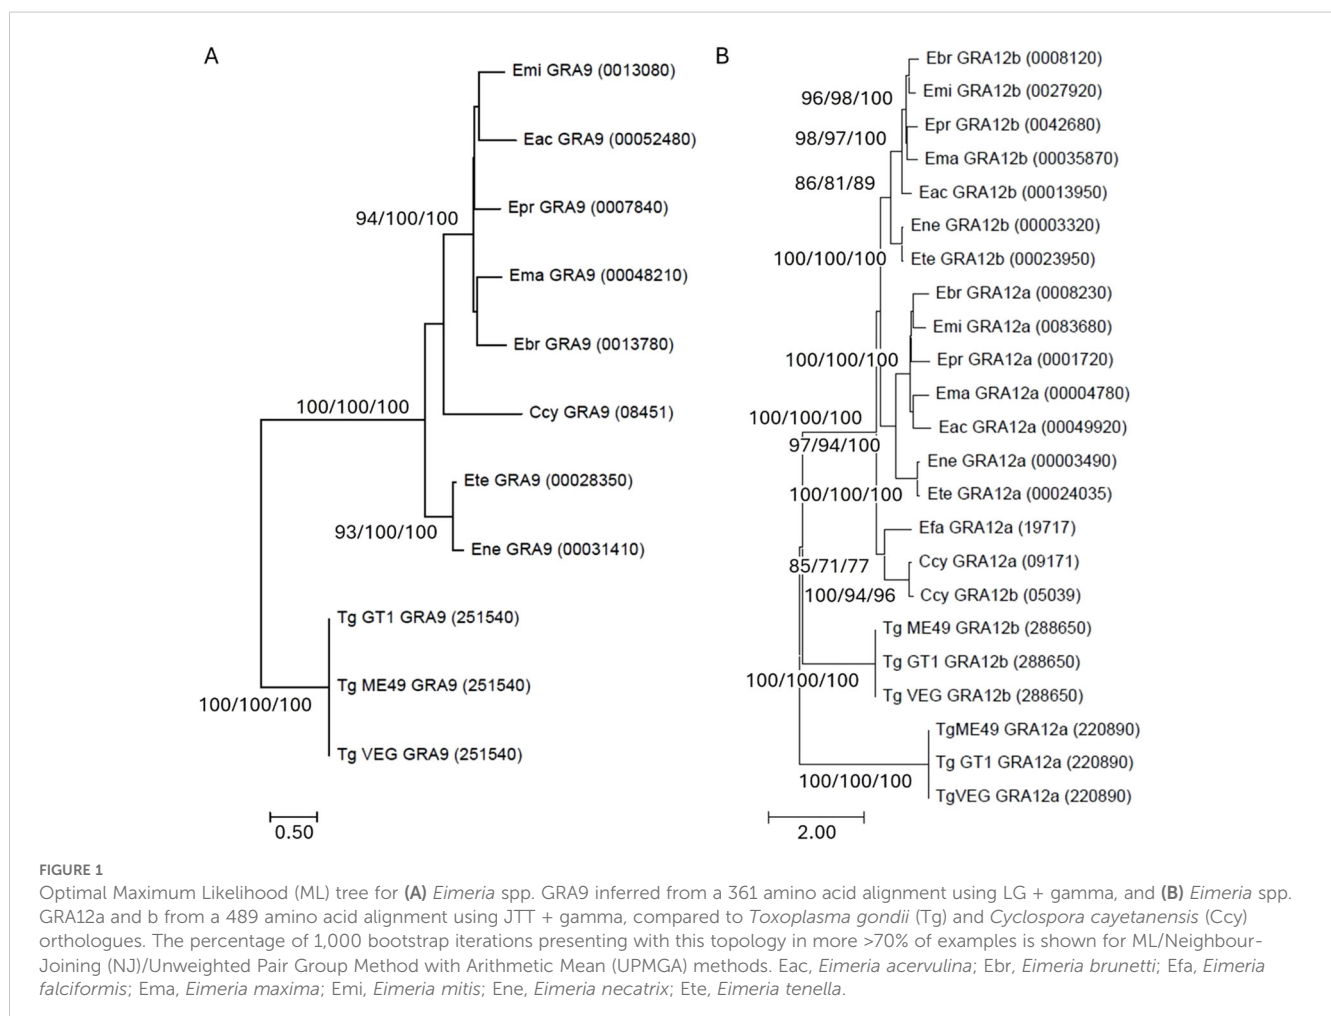 A
Emi GRA9 (0013080)
Eac GRA9 (00052480)
Epr GRA9 (0007840)
94/100/100
Ema GRA9 (00048210)
Ebr GRA9 (0013780)
100/100/100
Ccy GRA9 (08451)
Ete GRA9 (00028350)
93/100/100
Ene GRA9 (00031410)
Tg GT1 GRA9 (251540)
Tg ME49 GRA9 (251540)
100/100/100
Tg VEG GRA9 (251540)
0.50
B
Ebr GRA12b (0008120)
Emi GRA12b (0027920)
96/98/100
Epr GRA12b (0042680)
98/97/100
Ema GRA12b (00035870)
86/81/89
Eac GRA12b (00013950)
Ene GRA12b (00003320)
100/100/100
Ete GRA12b (00023950)
Ebr GRA12a (0008230)
Emi GRA12a (0083680)
100/100/100
Epr GRA12a (0001720)
Ema GRA12a (00004780)
100/100/100
Eac GRA12a (00049920)
97/94/100
Ene GRA12a (00003490)
100/100/100
Ete GRA12a (00024035)
Efa GRA12a (19717)
85/71/77
Ccy GRA12a (09171)
100/94/96
Ccy GRA12b (05039)
Tg ME49 GRA12b (288650)
Tg GT1 GRA12b (288650)
100/100/100
Tg VEG GRA12b (288650)
TgME49 GRA12a (220890)
Tg GT1 GRA12a (220890)
100/100/100
TgVEG GRA12a (220890)
2.00
FIGURE 1
Optimal Maximum Likelihood (ML) tree for (A) Eimeria spp. GRA9 inferred from a 361 amino acid alignment using LG + gamma, and (B) Eimeria spp.
GRA12a and b from a 489 amino acid alignment using JTT + gamma, compared to Toxoplasma gondii (Tg) and Cyclospora cayetanensis (Ccy)
orthologues. The percentage of 1,000 bootstrap iterations presenting with this topology in more >70% of examples is shown for ML/Neighbour-
Joining (NJ)/Unweighted Pair Group Method with Arithmetic Mean (UPMGA) methods. Eac, Eimeria acervulina; Ebr, Eimeria brunetti; Efa, Eimeria
falciformis; Ema, Eimeria maxima; Emi, Eimeria mitis; Ene, Eimeria necatrix; Ete, Eimeria tenella.